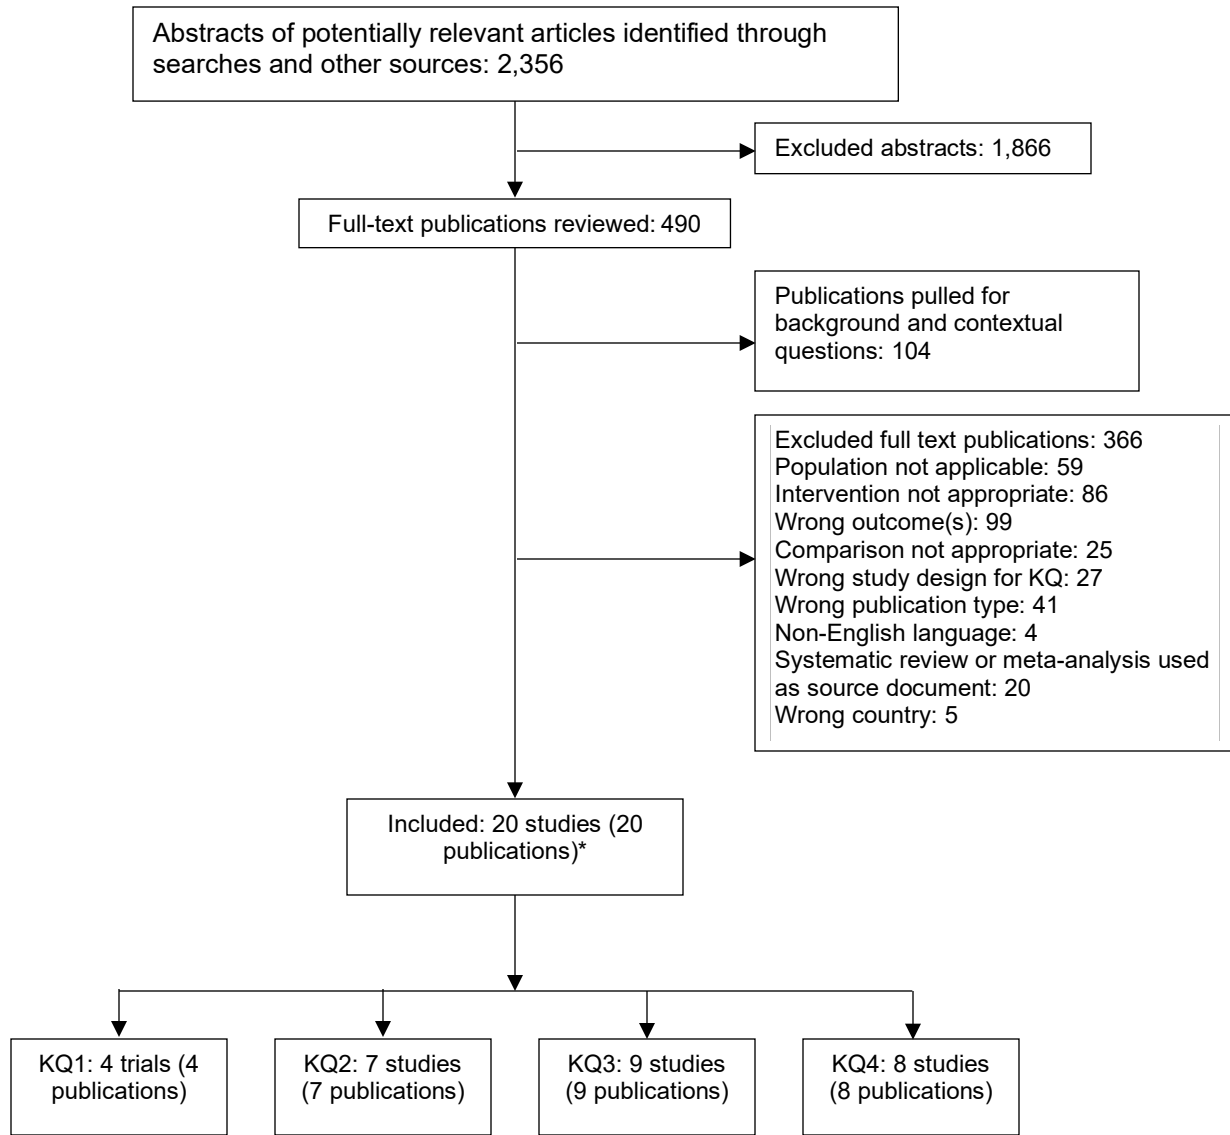 Abstracts of potentially relevant articles identified through
searches and other sources: 2,356
Excluded abstracts: 1,866
Full-text publications reviewed: 490
Publications pulled for
background and contextual
questions: 104
Excluded full text publications: 366
Population not applicable: 59
Intervention not appropriate: 86
Wrong outcome(s): 99
Comparison not appropriate: 25
Wrong study design for KQ: 27
Wrong publication type: 41
Non-English language: 4
Systematic review or meta-analysis used
as source document: 20
Wrong country: 5
Included: 20 studies (20
publications)*
KQ1: 4 trials (4
publications)
KQ2: 7 studies
(7 publications)
KQ3: 9 studies
(9 publications)
KQ4: 8 studies
(8 publications)